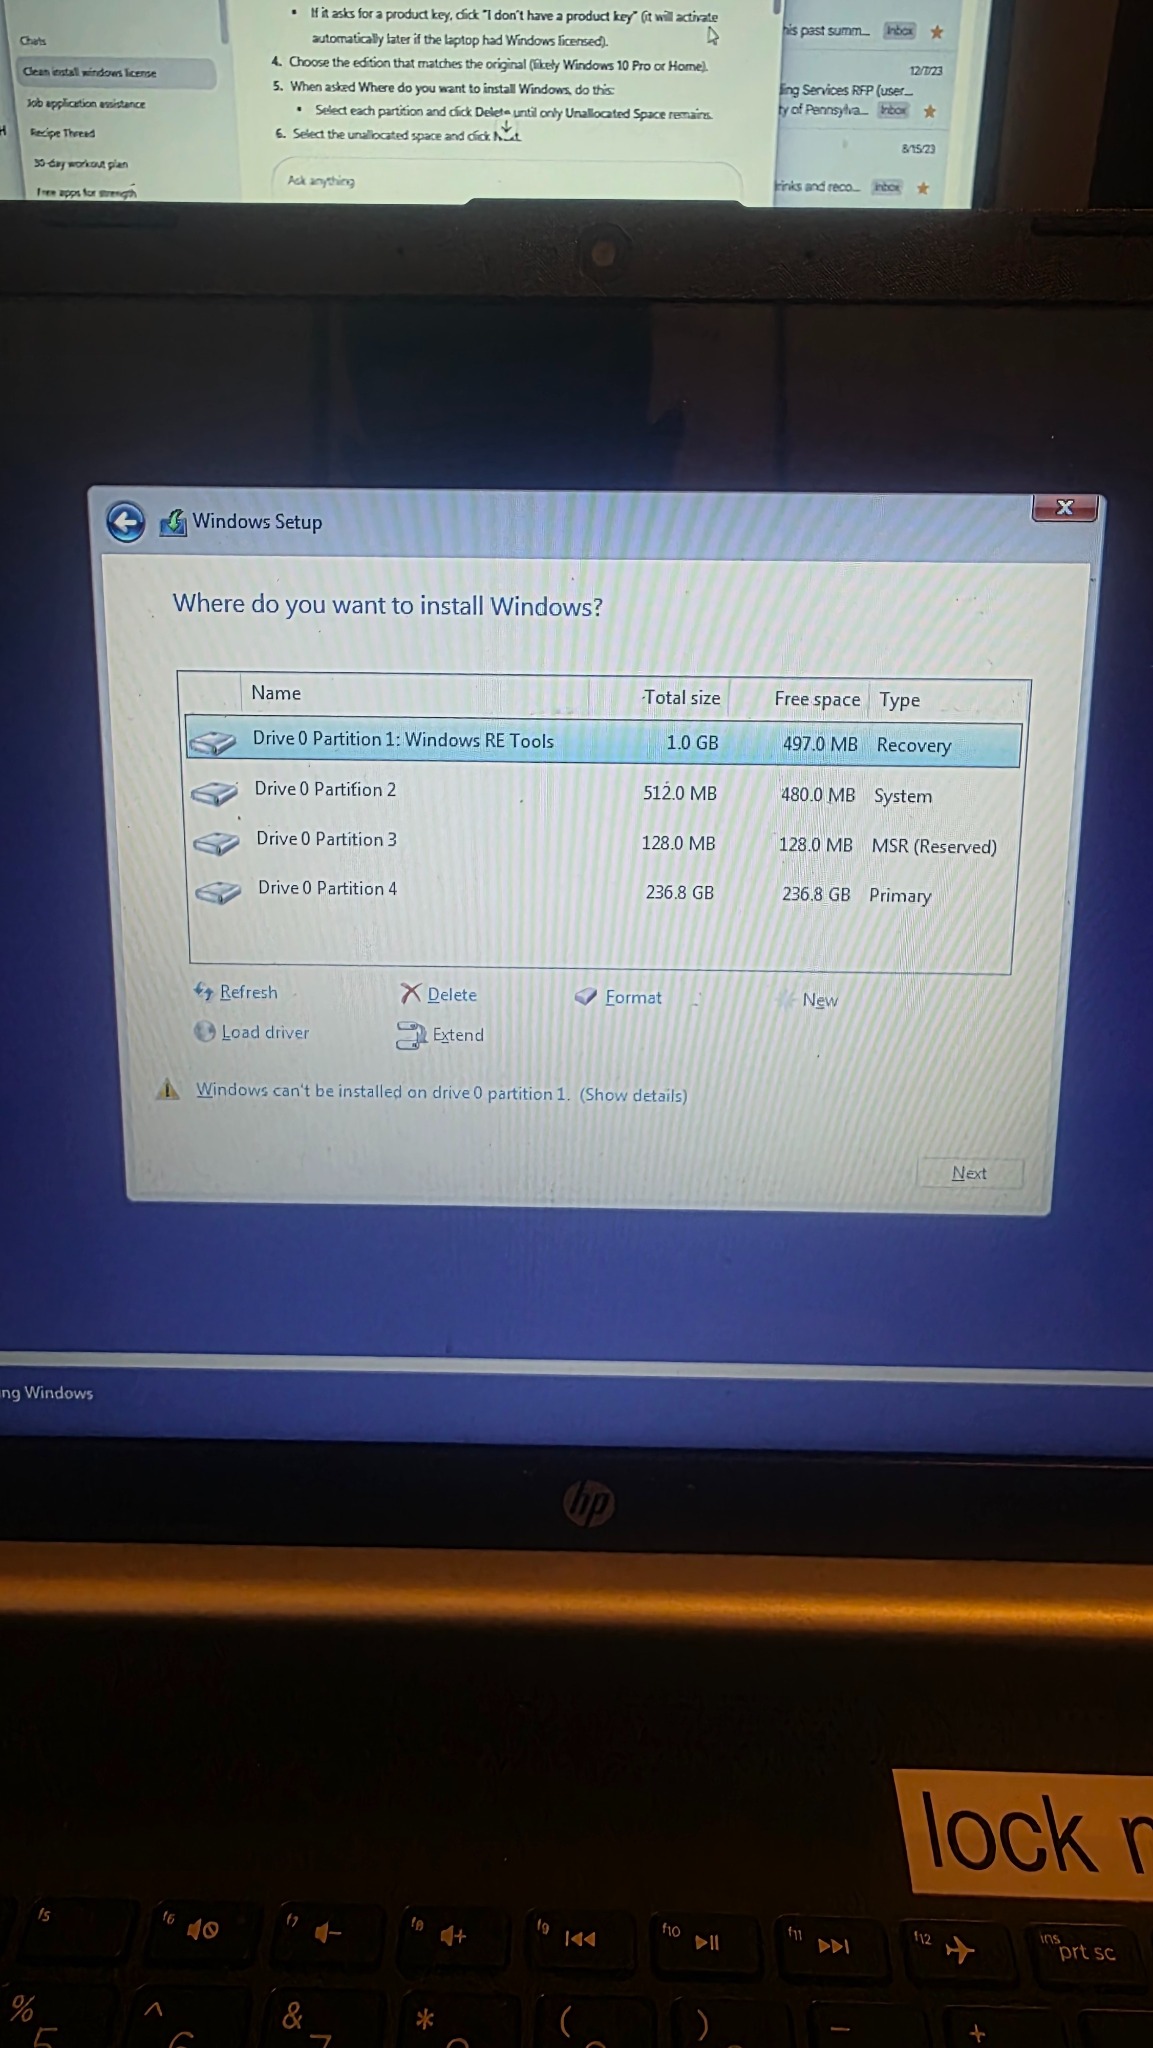 If it asks for a product key, click "I don't have a product key" (it will activate
automatically later if the laptop had Windows licensed).
4. Choose the edition that matches the original (likely Windows 10 Pro or Home).
5. When asked Where do you want to install Windows, do this:
Select each partition and click Delete until only Unallocated Space remains.
6. Select the unallocated space and click
Ask anything
Chats
Clean install windows license
Job application assistance
Recipe Thread
30-day workout plan
Free apps for strength
his past summ... Inbox
12/7/23
ing Services RFP (user...
ty of Pennsylva... Inbox
8/15/23
rinks and reco... Inbox
Windows Setup
X
Where do you want to install Windows?
Name Total size Free space Type
Drive 0 Partition 1: Windows RE Tools 1.0 GB 497.0 MB Recovery
Drive 0 Partition 2 512.0 MB 480.0 MB System
Drive 0 Partition 3 128.0 MB 128.0 MB MSR (Reserved)
Drive 0 Partition 4 236.8 GB 236.8 GB Primary
Refresh Delete Format New
Load driver Extend
Windows can't be installed on drive 0 partition 1. (Show details)
Next
ng Windows
hp
lock
f5 f6 f7 f8 f9 f10 f11 f12 ins
prt sc
% ^ & * ( ) - +
5 6 7